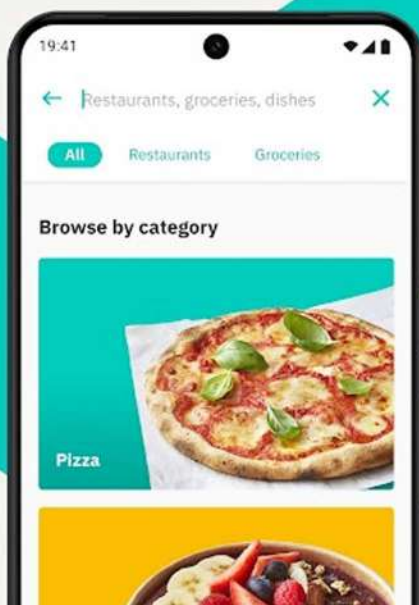 19:41
Restaurants, groceries, dishes
All Restaurants Groceries
Browse by category
Pizza